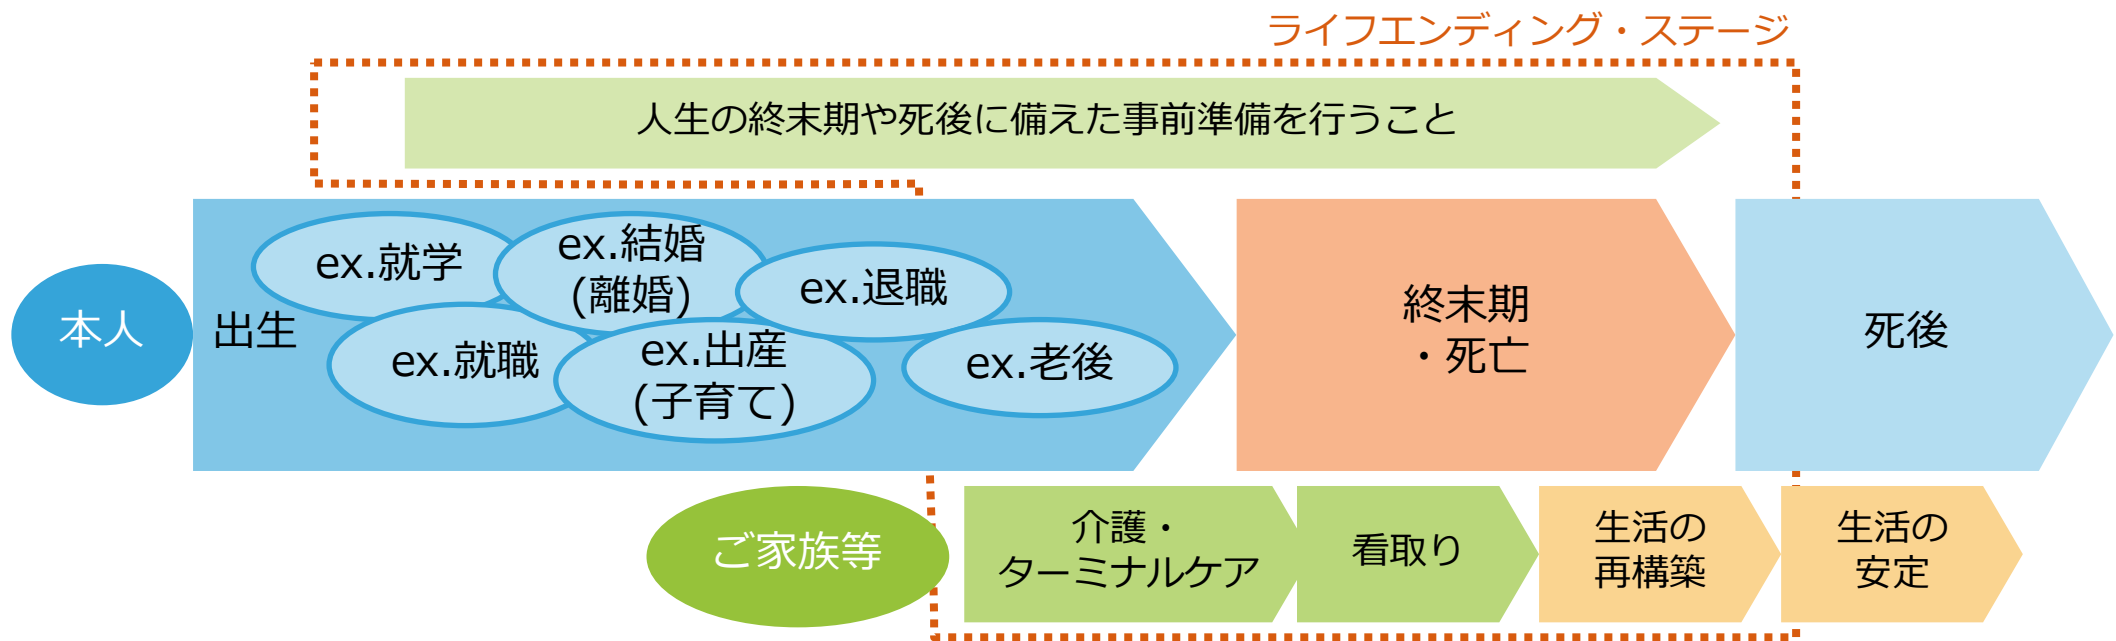 ライフエンディング・ステージ
人生の終末期や死後に備えた事前準備を行うこと
本人
出生
ex.就学
ex.結婚
(離婚)
ex.退職
ex.就職
ex.出産
(子育て)
ex.老後
終末期
・死亡
死後
ご家族等
介護・
ターミナルケア
看取り
生活の
再構築
生活の
安定